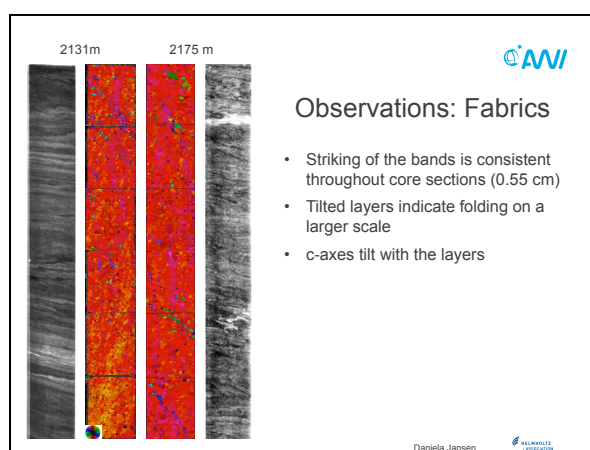 2131m
2175 m
AWI
Observations: Fabrics
• Striking of the bands is consistent
throughout core sections (0.55 cm)
• Tilted layers indicate folding on a
larger scale
• c-axes tilt with the layers
Daniela Jansen
HELMHOLTZ
ASSOCIATION